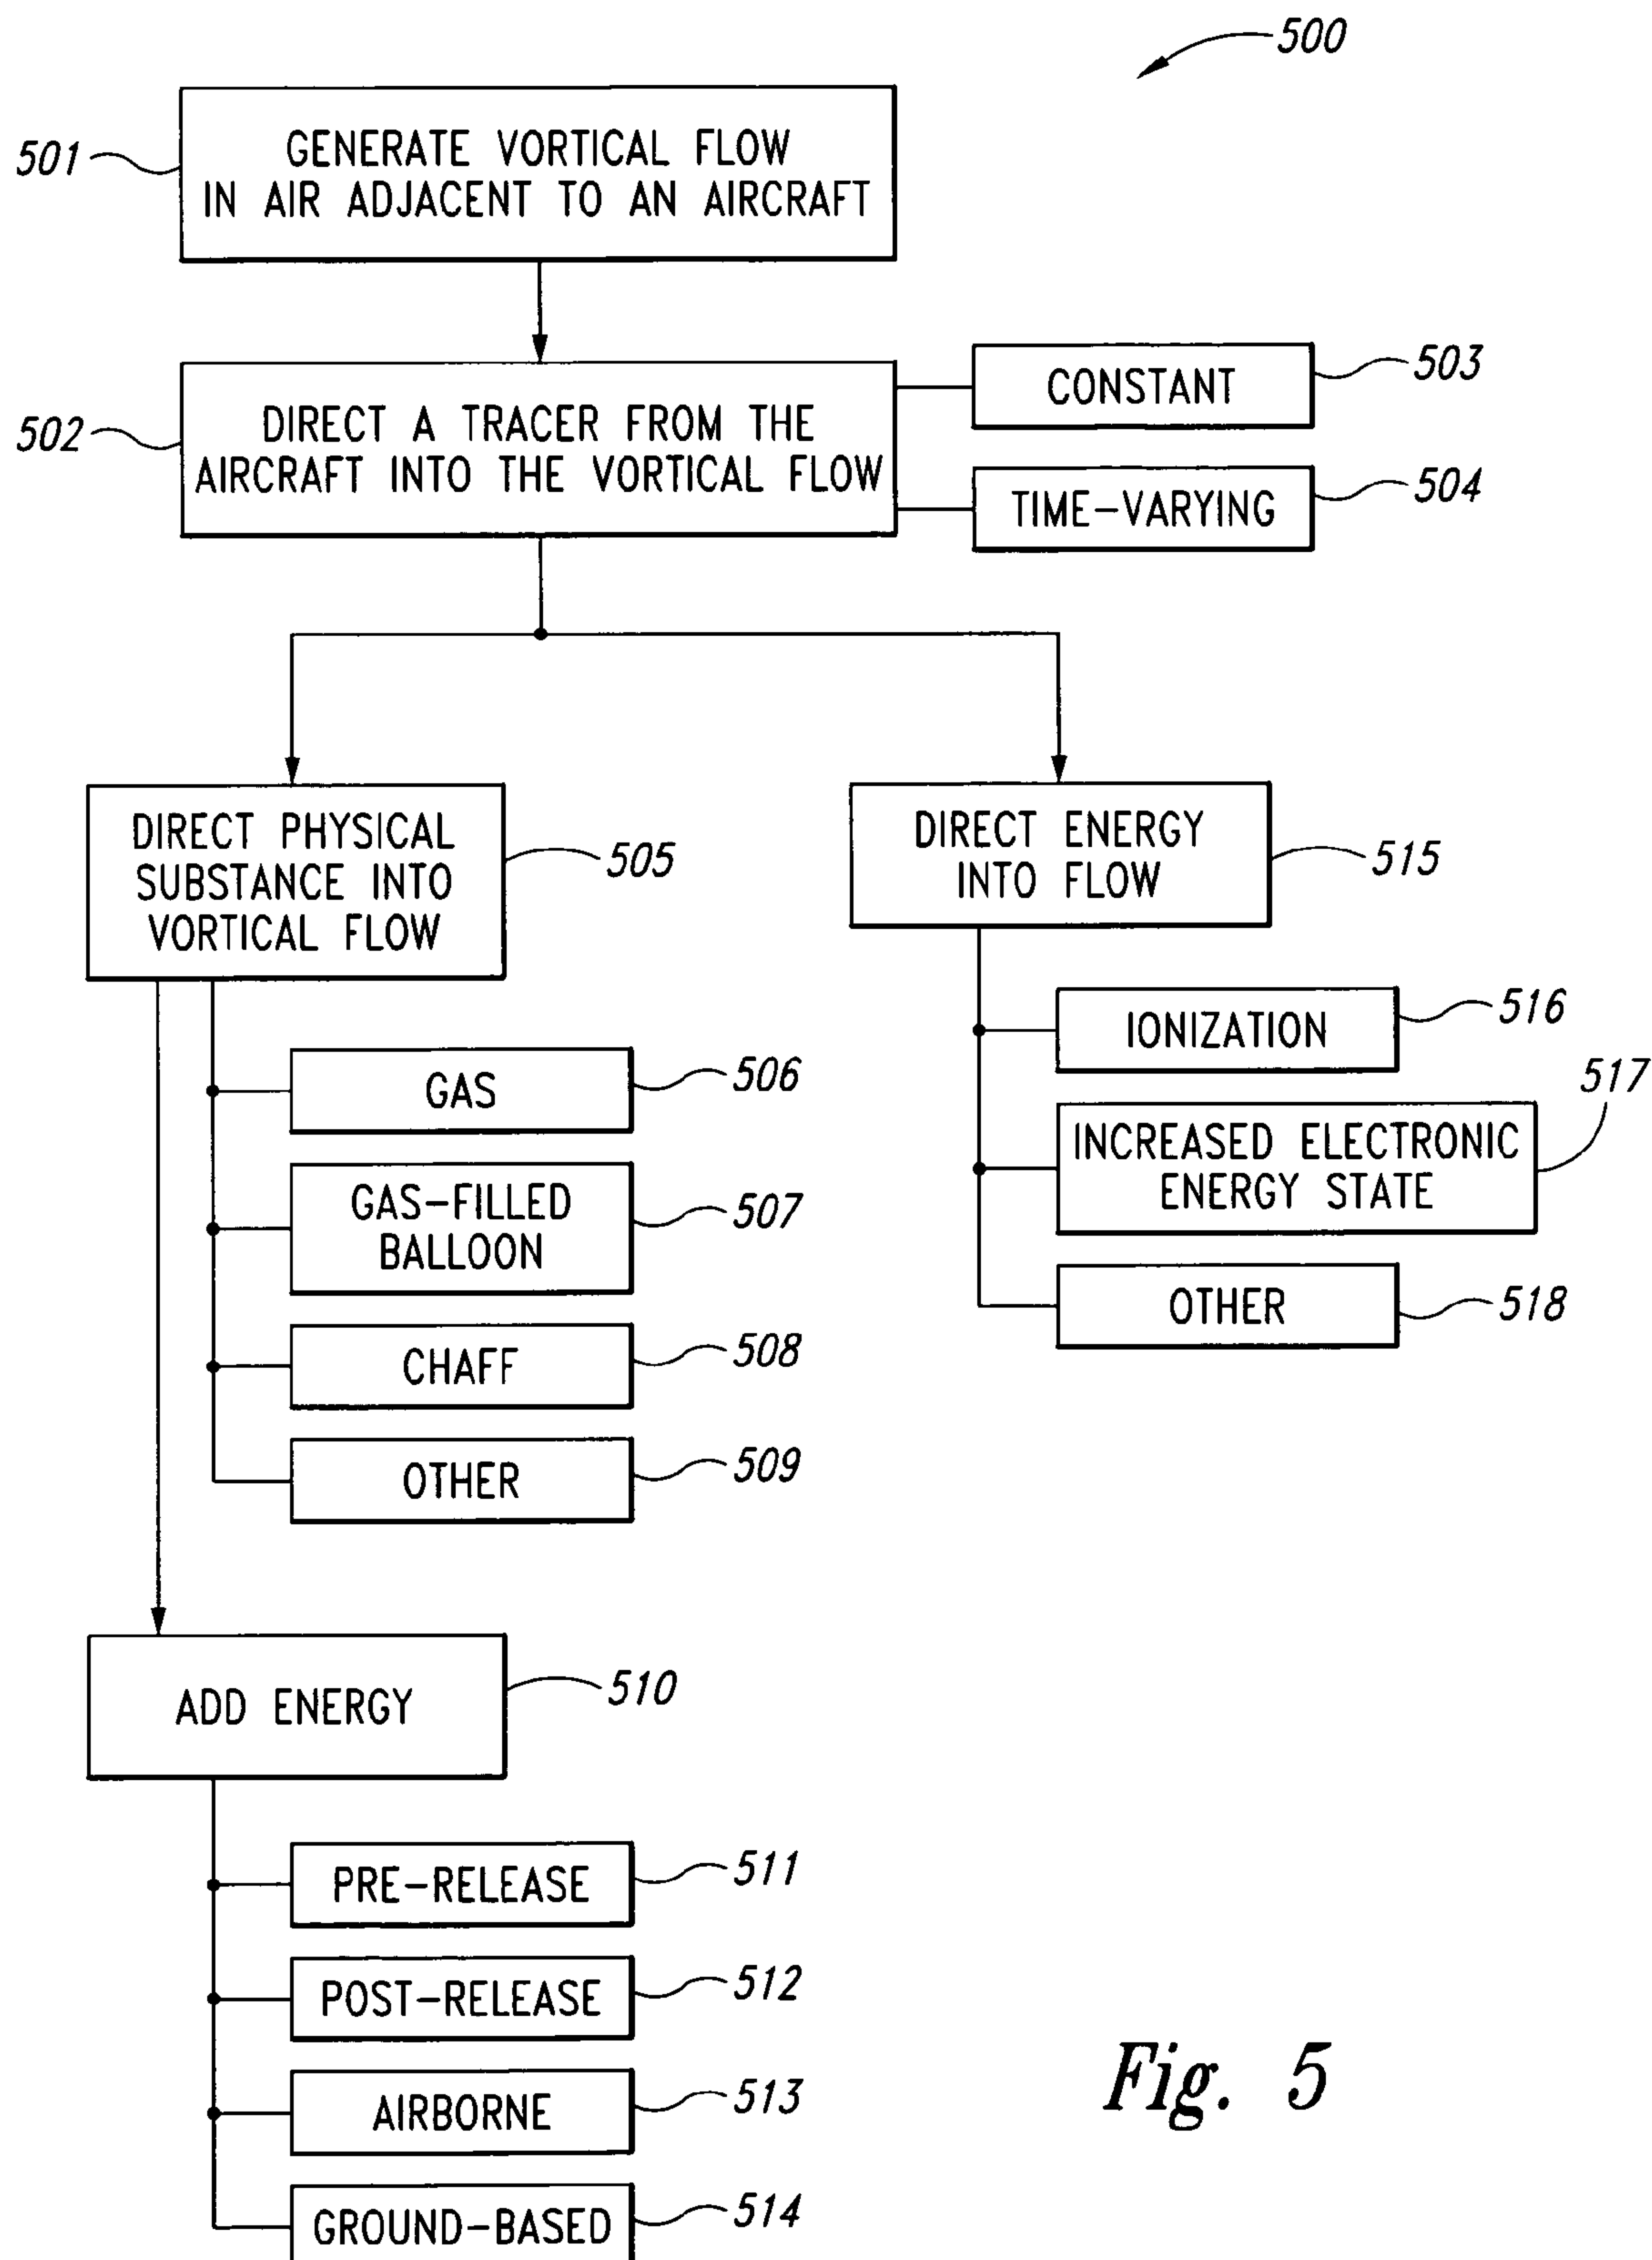 500
501
GENERATE VORTICAL FLOW
IN AIR ADJACENT TO AN AIRCRAFT
502
DIRECT A TRACER FROM THE
AIRCRAFT INTO THE VORTICAL FLOW
CONSTANT
503
TIME-VARYING
504
DIRECT PHYSICAL
SUBSTANCE INTO
VORTICAL FLOW
505
DIRECT ENERGY
INTO FLOW
515
GAS
506
GAS-FILLED
BALLOON
507
CHAFF
508
OTHER
509
IONIZATION
516
INCREASED ELECTRONIC
ENERGY STATE
517
OTHER
518
ADD ENERGY
510
PRE-RELEASE
511
POST-RELEASE
512
AIRBORNE
513
GROUND-BASED
514
Fig. 5